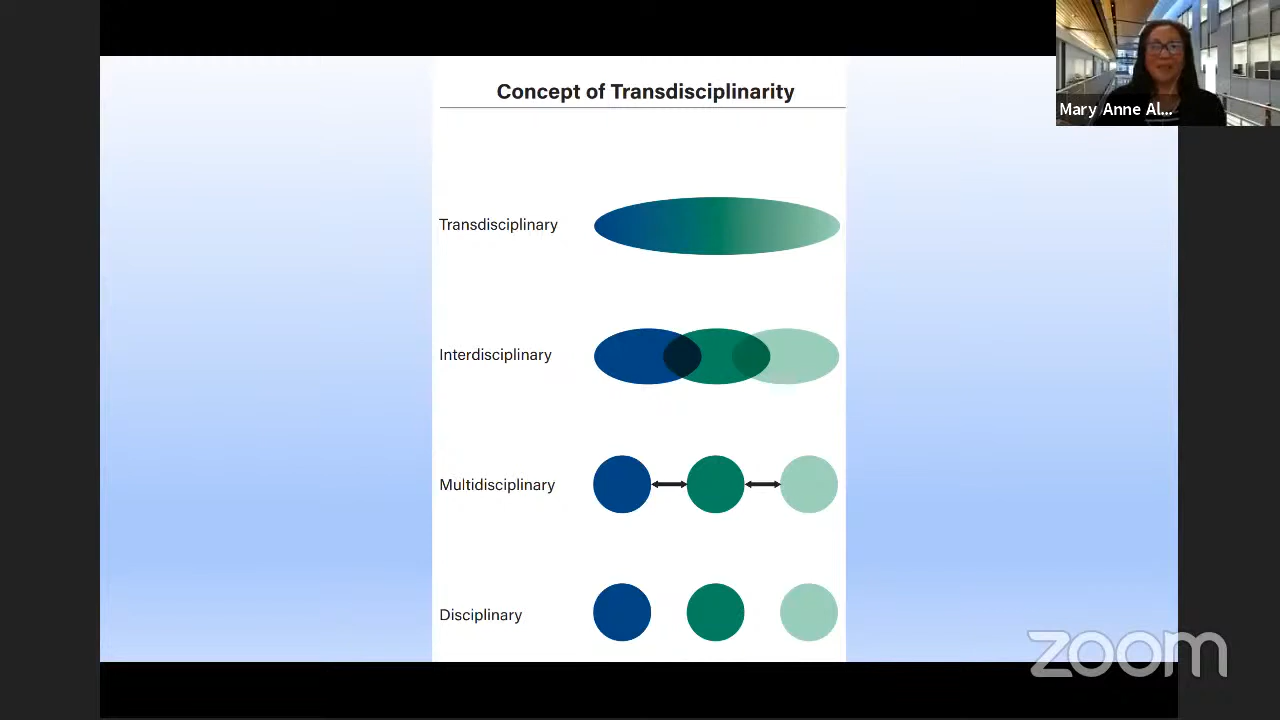 Concept of Transdisciplinarity
Mary Anne Al...
Transdisciplinary
Interdisciplinary
Multidisciplinary
Disciplinary
zoom